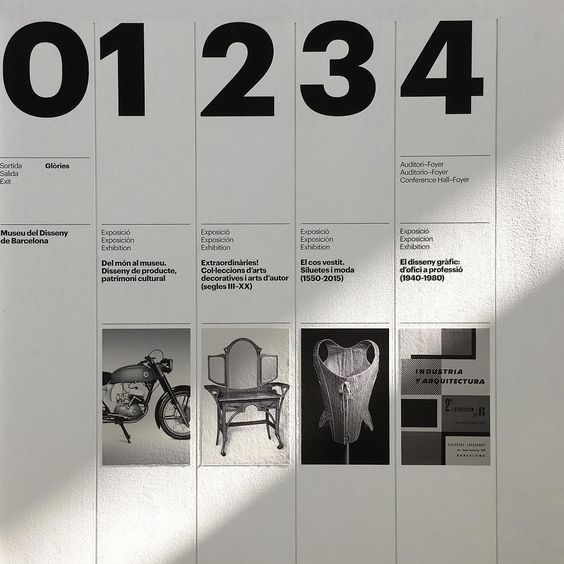 0
1
2
3
4
Sortida
Salida
Exit
Glòries
Auditori–Foyer
Auditorio–Foyer
Conference Hall–Foyer
Museu del Disseny
de Barcelona
Exposició
Exposición
Exhibition
Del món al museu.
Disseny de producte,
patrimoni cultural
Exposició
Exposición
Exhibition
Extraordinàries!
Col·leccions d'arts
decoratives i arts d'autor
(segles III–XX)
Exposició
Exposición
Exhibition
El cos vestit.
Siluetes i moda
(1550-2015)
Exposició
Exposición
Exhibition
El disseny gràfic:
d'ofici a professió
(1940-1980)
INDUSTRIA
Y ARQUITECTURA
2ª EXPOSICION
R
BARCELONA